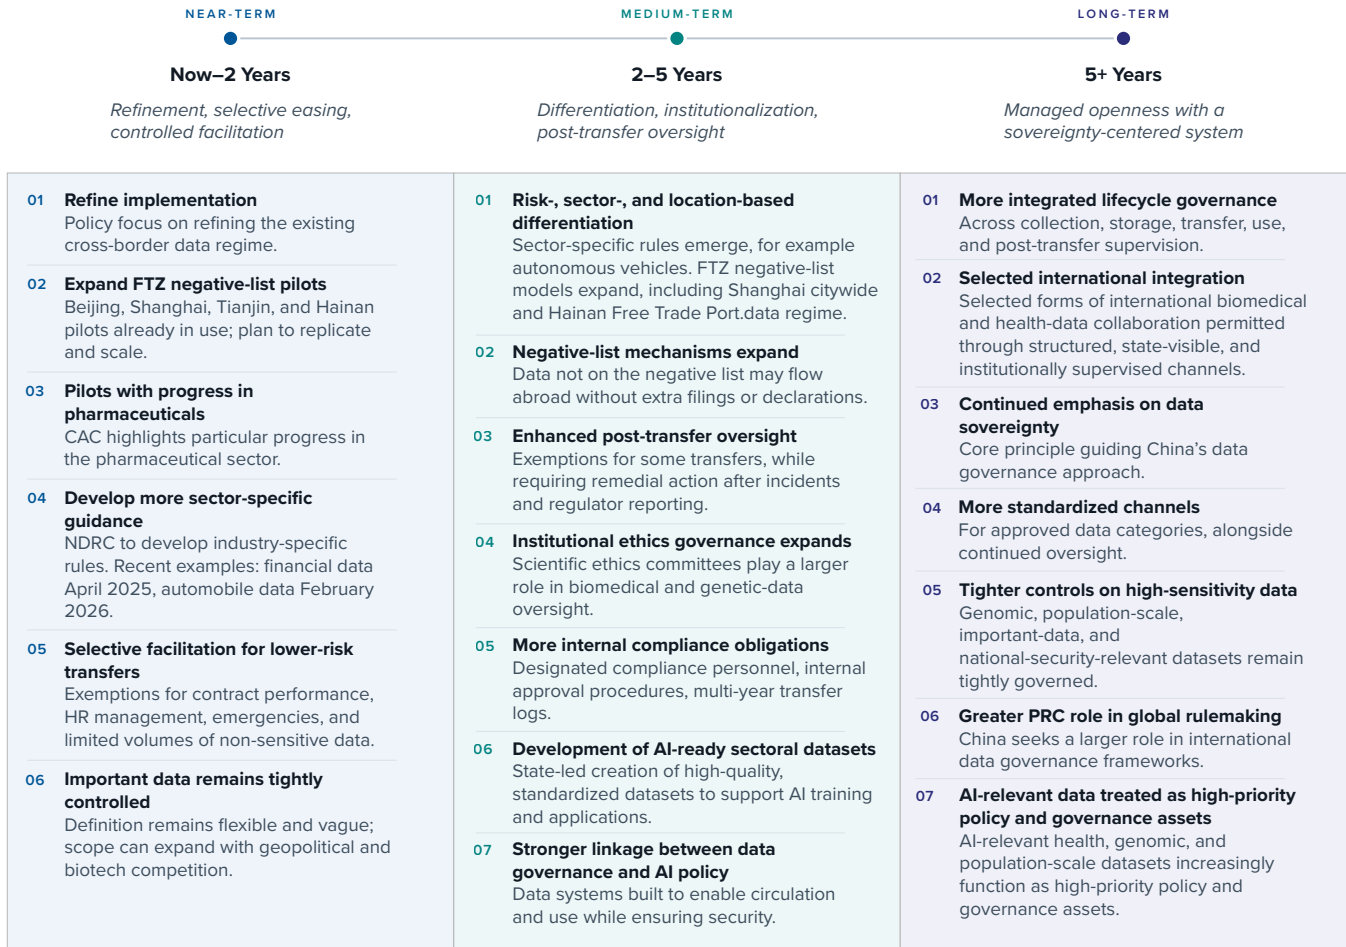 NEAR-TERM
Now–2 Years
Refinement, selective easing,
controlled facilitation
01
Refine implementation
Policy focus on refining the existing
cross-border data regime.
02
Expand FTZ negative-list pilots
Beijing, Shanghai, Tianjin, and Hainan
pilots already in use; plan to replicate
and scale.
03
Pilots with progress in
pharmaceuticals
CAC highlights particular progress in
the pharmaceutical sector.
04
Develop more sector-specific
guidance
NDRC to develop industry-specific
rules. Recent examples: financial data
April 2025, automobile data February
2026.
05
Selective facilitation for lower-risk
transfers
Exemptions for contract performance,
HR management, emergencies, and
limited volumes of non-sensitive data.
06
Important data remains tightly
controlled
Definition remains flexible and vague;
scope can expand with geopolitical and
biotech competition.
MEDIUM-TERM
2–5 Years
Differentiation, institutionalization,
post-transfer oversight
01
Risk-, sector-, and location-based
differentiation
Sector-specific rules emerge, for example
autonomous vehicles. FTZ negative-list
models expand, including Shanghai citywide
and Hainan Free Trade Port.data regime.
02
Negative-list mechanisms expand
Data not on the negative list may flow
abroad without extra filings or declarations.
03
Enhanced post-transfer oversight
Exemptions for some transfers, while
requiring remedial action after incidents
and regulator reporting.
04
Institutional ethics governance expands
Scientific ethics committees play a larger
role in biomedical and genetic-data
oversight.
05
More internal compliance obligations
Designated compliance personnel, internal
approval procedures, multi-year transfer
logs.
06
Development of AI-ready sectoral datasets
State-led creation of high-quality,
standardized datasets to support AI training
and applications.
07
Stronger linkage between data
governance and AI policy
Data systems built to enable circulation
and use while ensuring security.
LONG-TERM
5+ Years
Managed openness with a
sovereignty-centered system
01
More integrated lifecycle governance
Across collection, storage, transfer, use,
and post-transfer supervision.
02
Selected international integration
Selected forms of international biomedical
and health-data collaboration permitted
through structured, state-visible, and
institutionally supervised channels.
03
Continued emphasis on data
sovereignty
Core principle guiding China’s data
governance approach.
04
More standardized channels
For approved data categories, alongside
continued oversight.
05
Tighter controls on high-sensitivity data
Genomic, population-scale,
important-data, and
national-security-relevant datasets remain
tightly governed.
06
Greater PRC role in global rulemaking
China seeks a larger role in international
data governance frameworks.
07
AI-relevant data treated as high-priority
policy and governance assets
AI-relevant health, genomic, and
population-scale datasets increasingly
function as high-priority policy and
governance assets.